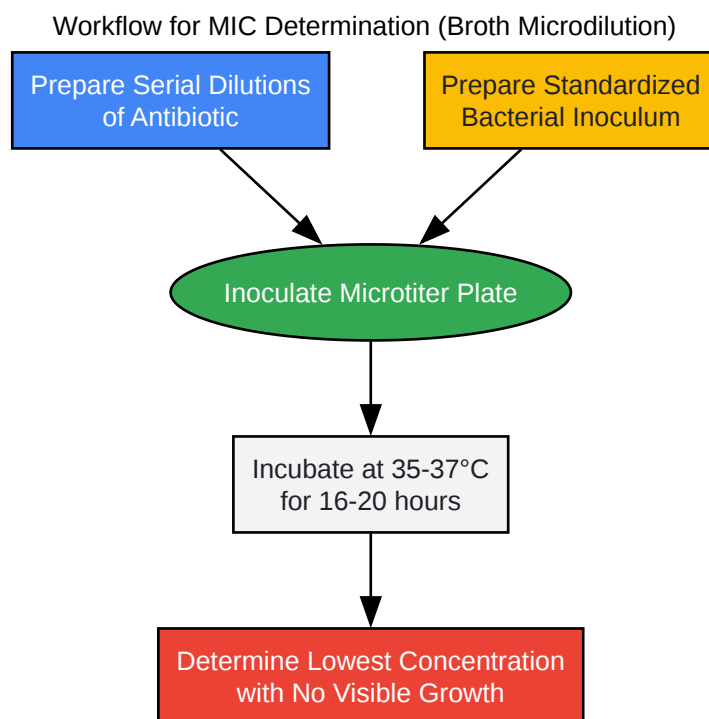 Workflow for MIC Determination (Broth Microdilution)
Prepare Serial Dilutions
of Antibiotic
Prepare Standardized
Bacterial Inoculum
Inoculate Microtiter Plate
Incubate at 35-37°C
for 16-20 hours
Determine Lowest Concentration
with No Visible Growth